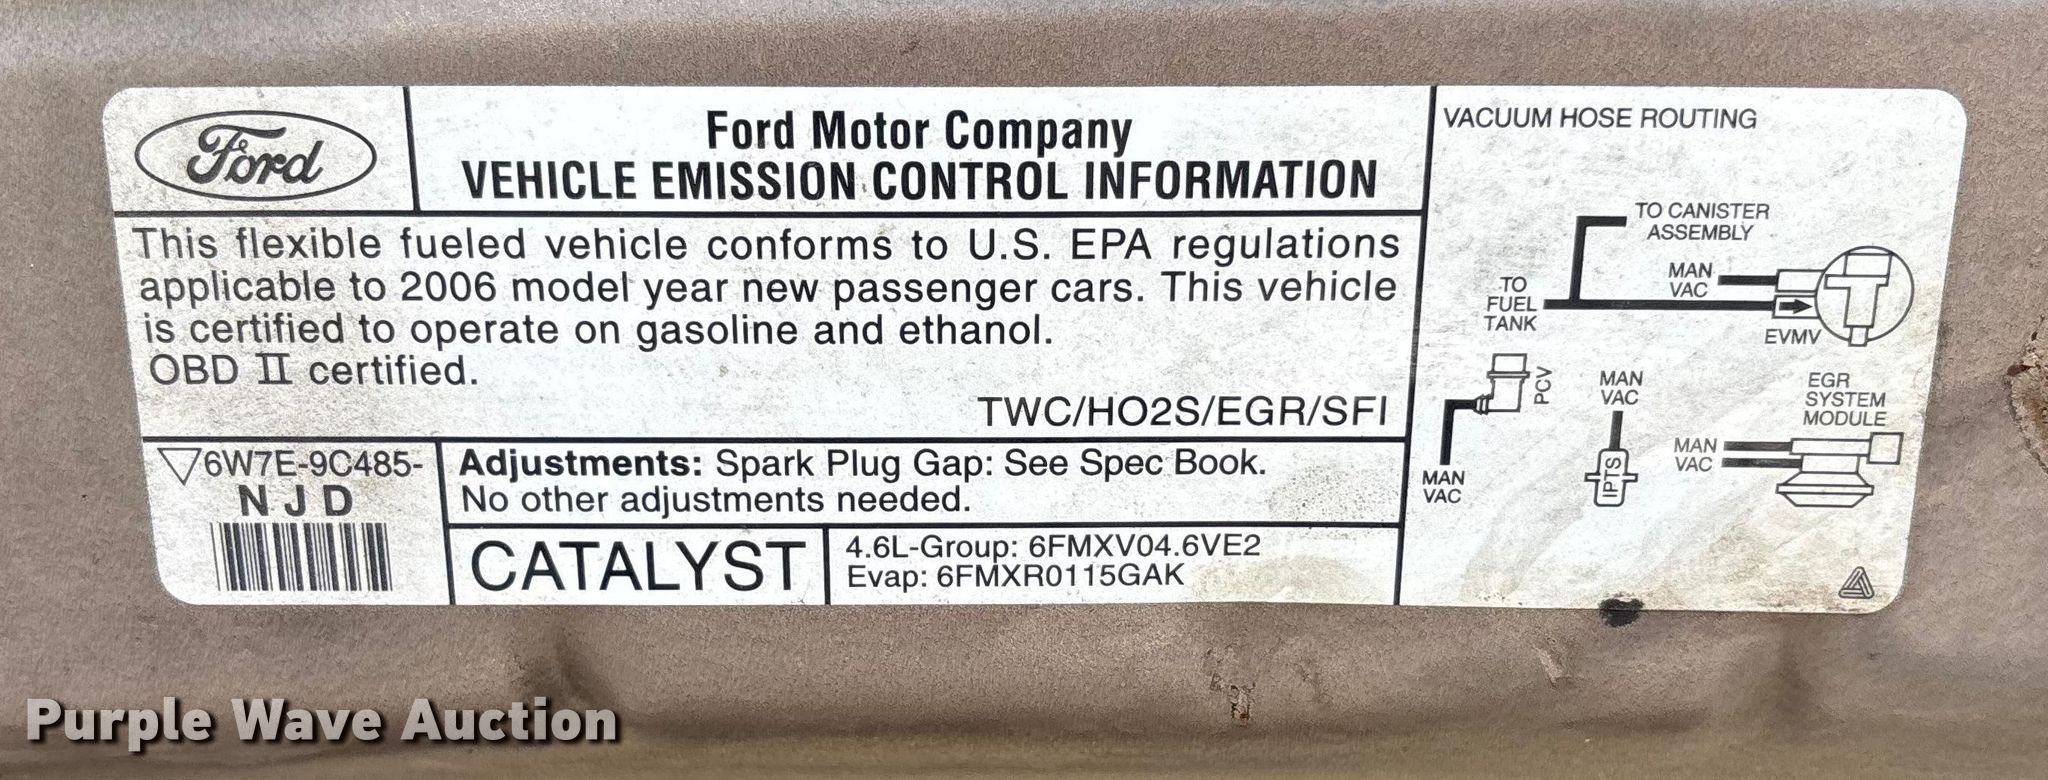 Ford
Ford Motor Company
VEHICLE EMISSION CONTROL INFORMATION
This flexible fueled vehicle conforms to U.S. EPA regulations
applicable to 2006 model year new passenger cars. This vehicle
is certified to operate on gasoline and ethanol.
OBD II certified.
TWC/HO2S/EGR/SFI
6W7E-9C485-
NJD
Adjustments: Spark Plug Gap: See Spec Book.
No other adjustments needed.
CATALYST
4.6L-Group: 6FMXV04.6VE2
Evap: 6FMXR0115GAK
VACUUM HOSE ROUTING
TO CANISTER
ASSEMBLY
MAN
VAC
TO
FUEL
TANK
EVMV
PCV
MAN
VAC
MAN
VAC
IPTS
EGR
SYSTEM
MODULE
MAN
VAC
Purple Wave Auction